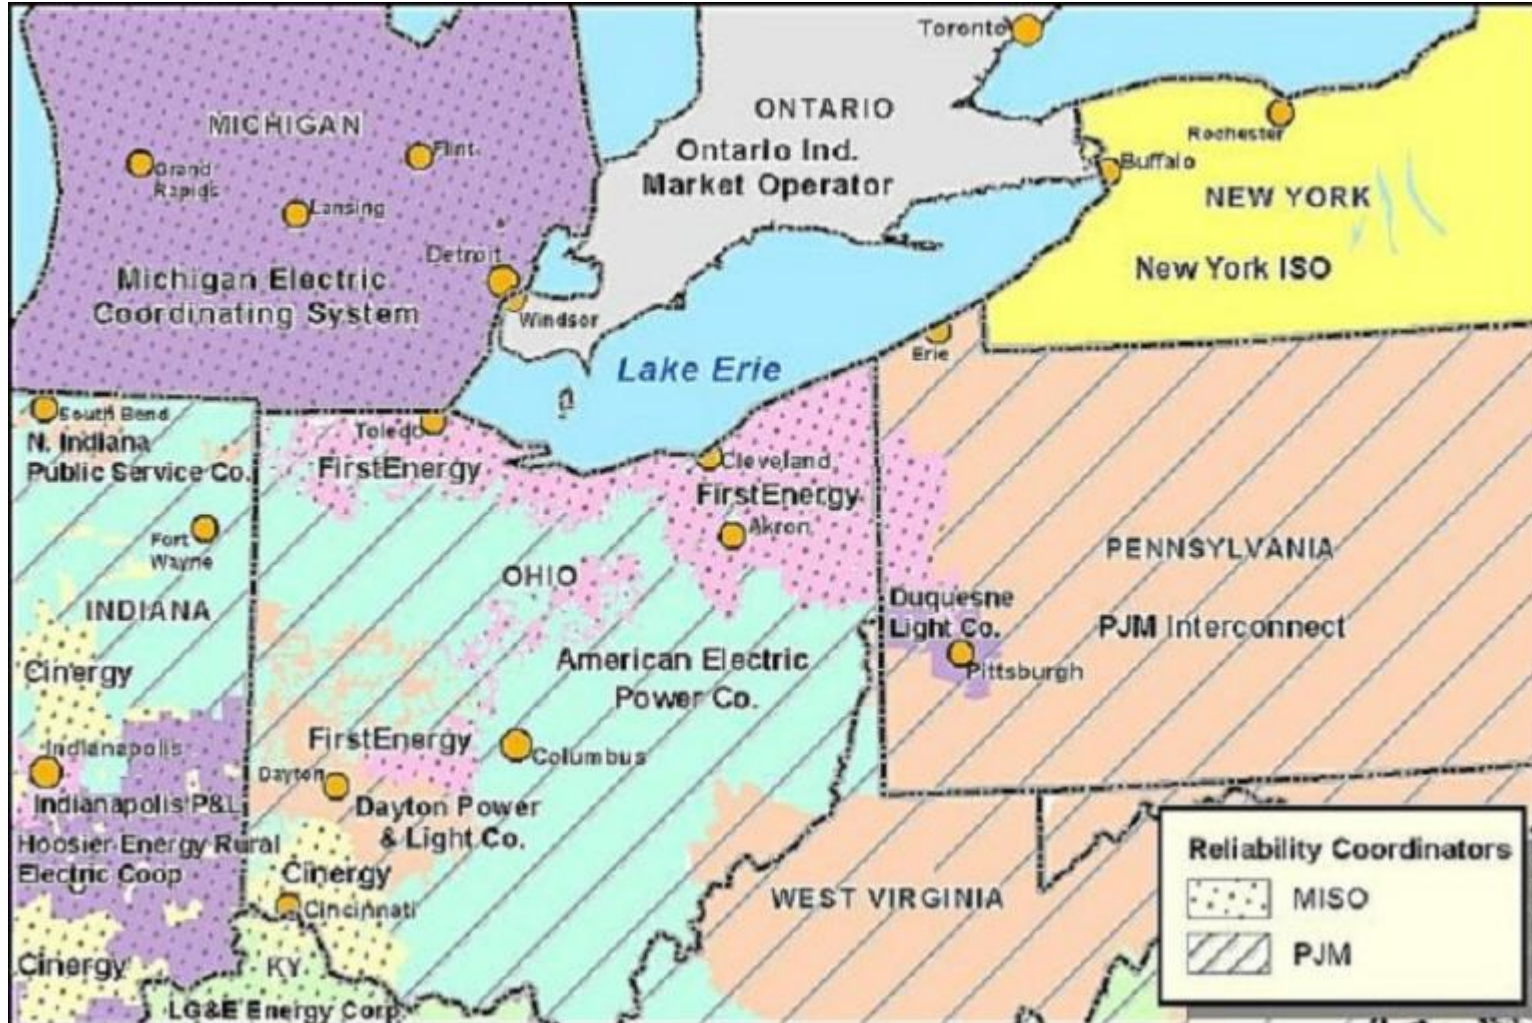 Toronto
MICHIGAN
ONTARIO
Ontario Ind.
Market Operator
Rochester
Flint
Grand
Rapids
Buffalo
NEW YORK
Lansing
New York ISO
Detroit
Michigan Electric
Coordinating System
Windsor
Lake Erie
Erie
South Bend
N. Indiana
Public Service Co.
Toledo
FirstEnergy
Cleveland
FirstEnergy
Akron
Fort
Wayne
PENNSYLVANIA
OHIO
INDIANA
Duquesne
Light Co.
PJM Interconnect
Cinergy
American Electric
Power Co.
Pittsburgh
FirstEnergy
Indianapolis
Columbus
Dayton
Indianapolis P&L
Dayton Power
& Light Co.
Hoosier Energy Rural
Electric Coop
Cinergy
Cincinnati
WEST VIRGINIA
Reliability Coordinators
MISO
PJM
Cinergy
KY
LG&E Energy Corp.